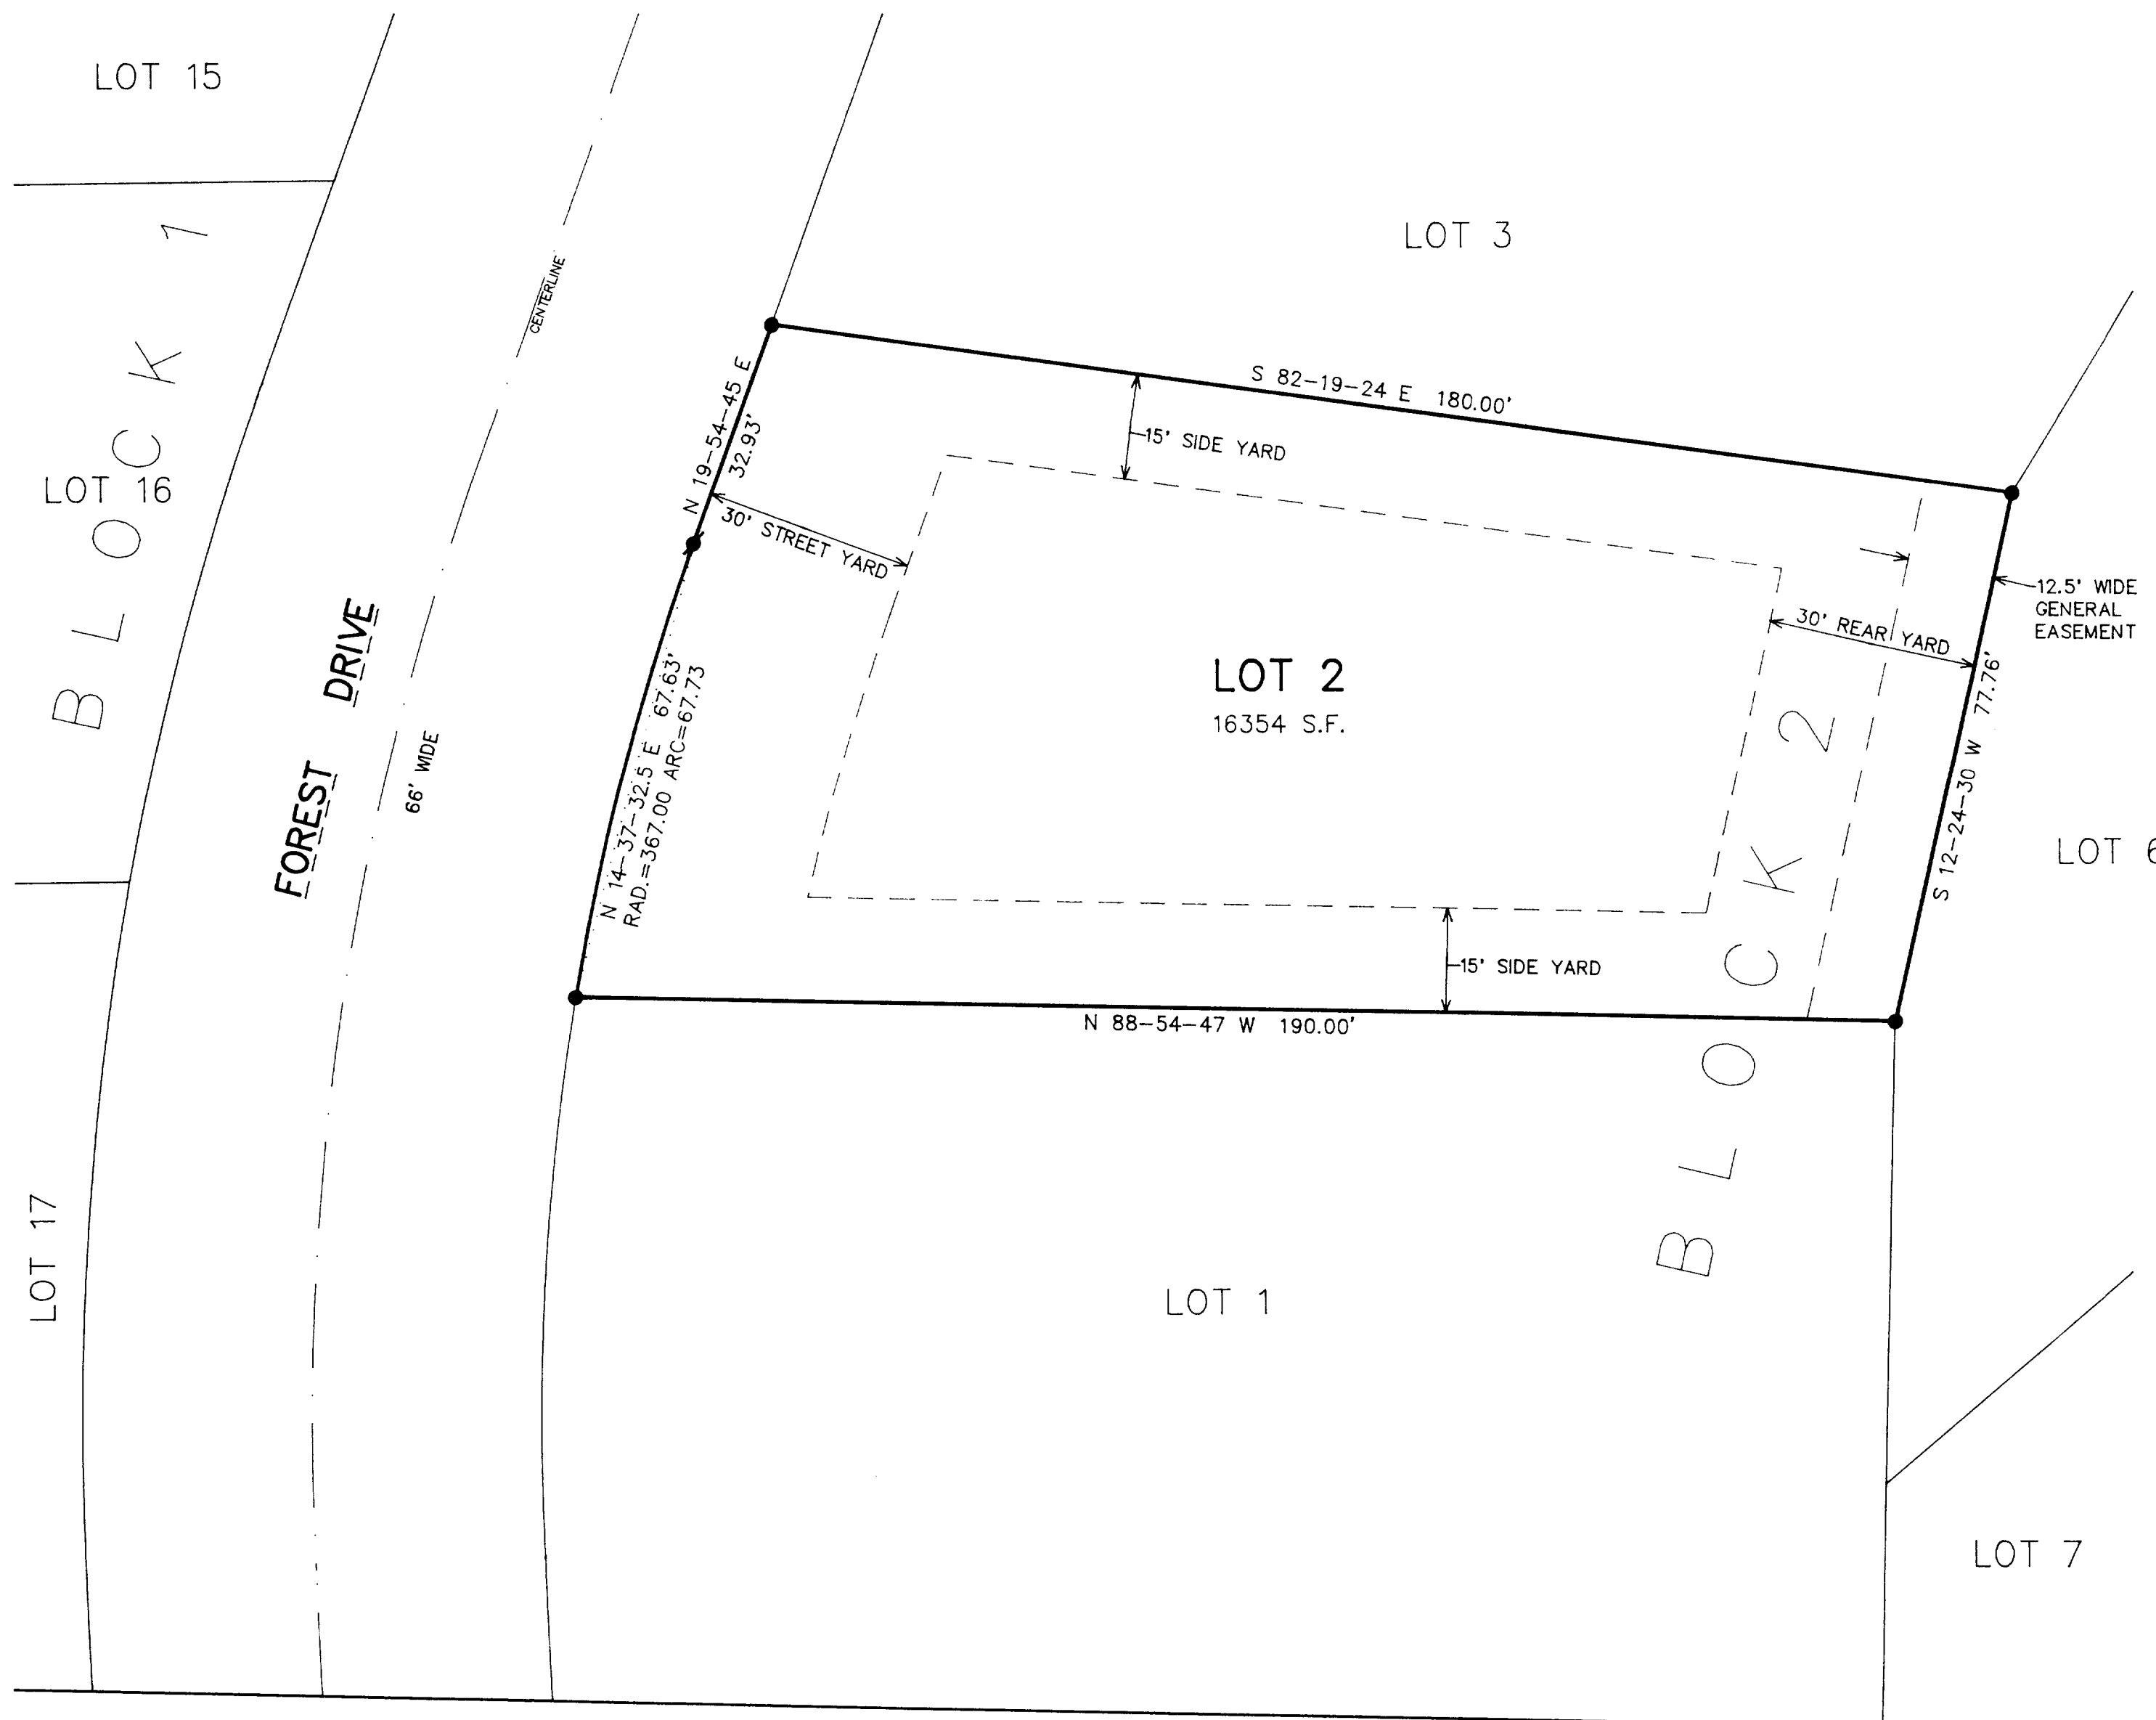 LOT 15
BLOCK 1
LOT 16
LOT 17
FOREST DRIVE
66' WIDE
CENTERLINE
LOT 3
N 19-54-45 E
32.93'
S 82-19-24 E 180.00'
15' SIDE YARD
30' STREET YARD
12.5' WIDE
GENERAL
EASEMENT
30' REAR YARD
LOT 2
16354 S.F.
N 14-37-32.5 E 67.63'
RAD.=367.00 ARC=67.73
S 12-24-30 W 77.76'
BLOCK 2
LOT 6
15' SIDE YARD
N 88-54-47 W 190.00'
LOT 1
LOT 7